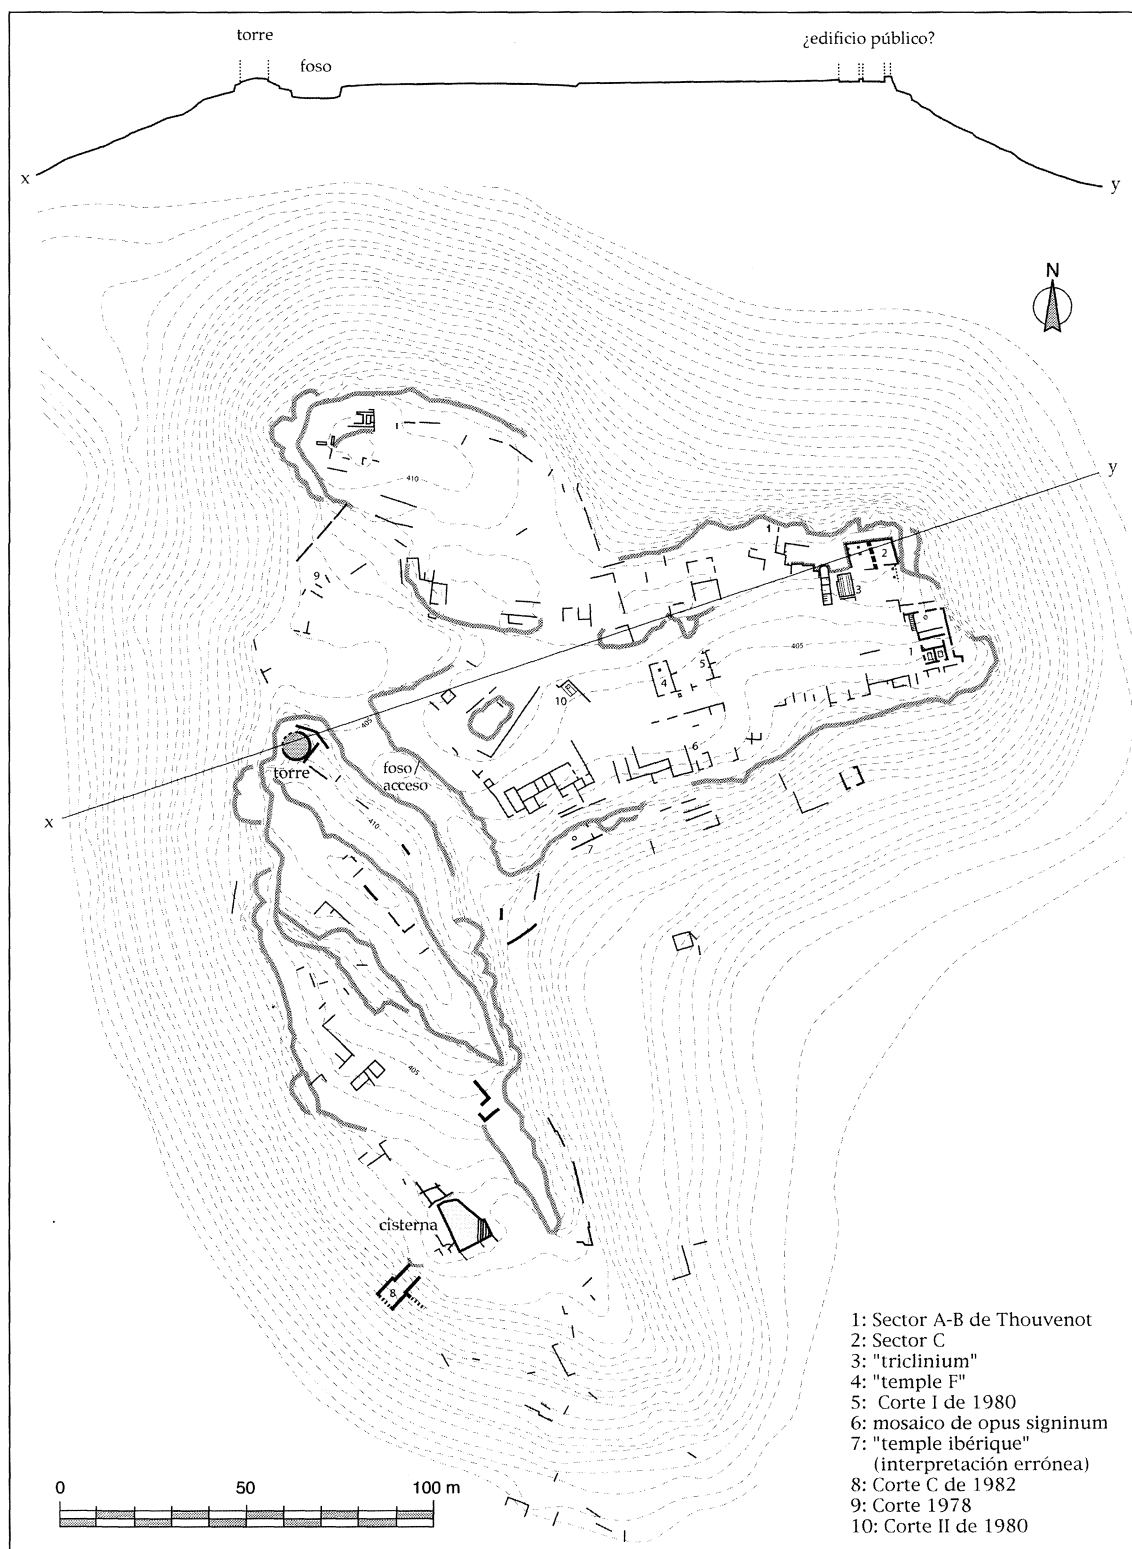 torre
foso
¿edificio público?
x
y
N
410
y
1
2
3
9
405
1
5
4
10
405
6
torre
foso/
acceso
x
410
7
405
cisterna
8
1: Sector A-B de Thouvenot
2: Sector C
3: "triclinium"
4: "temple F"
5: Corte I de 1980
6: mosaico de opus signinum
7: "temple ibérique"
(interpretación errónea)
8: Corte C de 1982
9: Corte 1978
10: Corte II de 1980
0 50 100 m